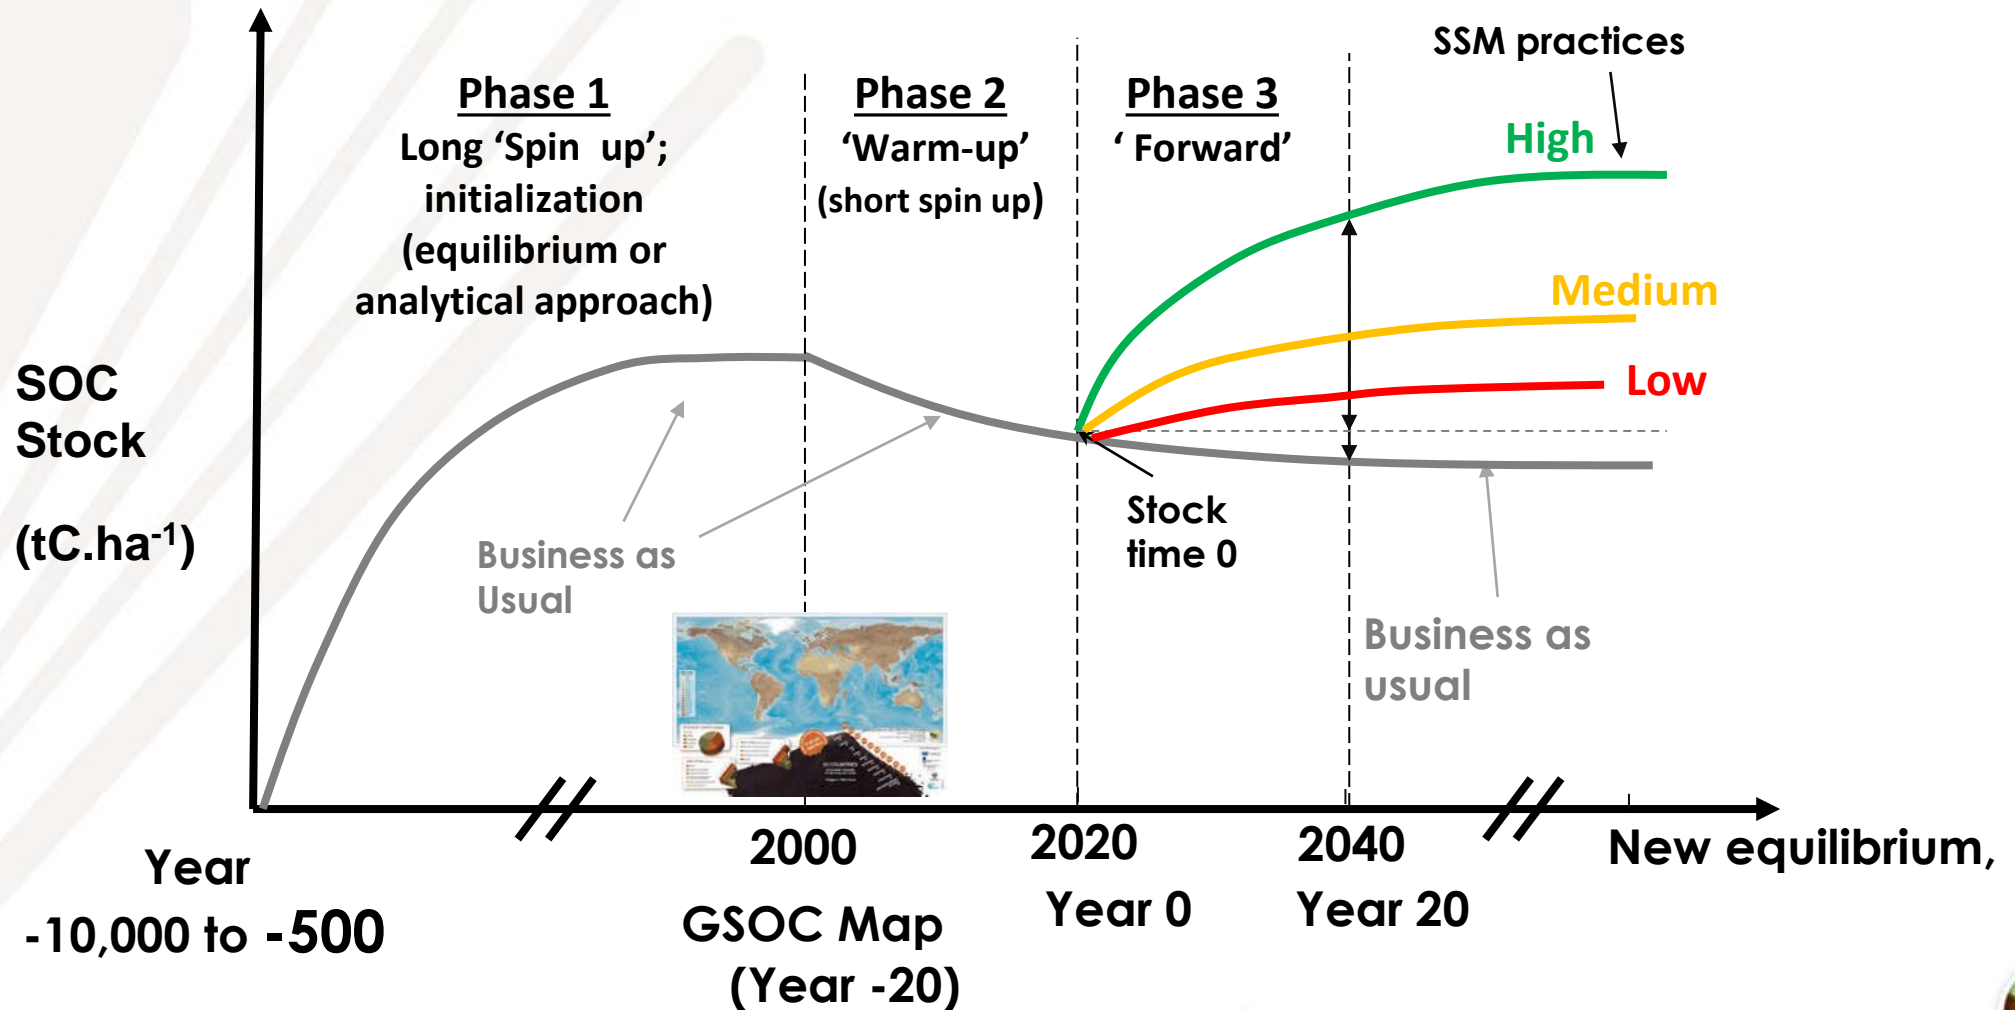 SSM practices
Phase 1
Long ‘Spin up’;
initialization
(equilibrium or
analytical approach)
Phase 2
‘Warm-up’
(short spin up)
Phase 3
‘ Forward’
High
Medium
Low
SOC
Stock
(tC.ha-1)
Business as
Usual
Stock
time 0
Business as
usual
2000
2020
2040
New equilibrium,
Year
-10,000 to -500
GSOC Map
(Year -20)
Year 0
Year 20